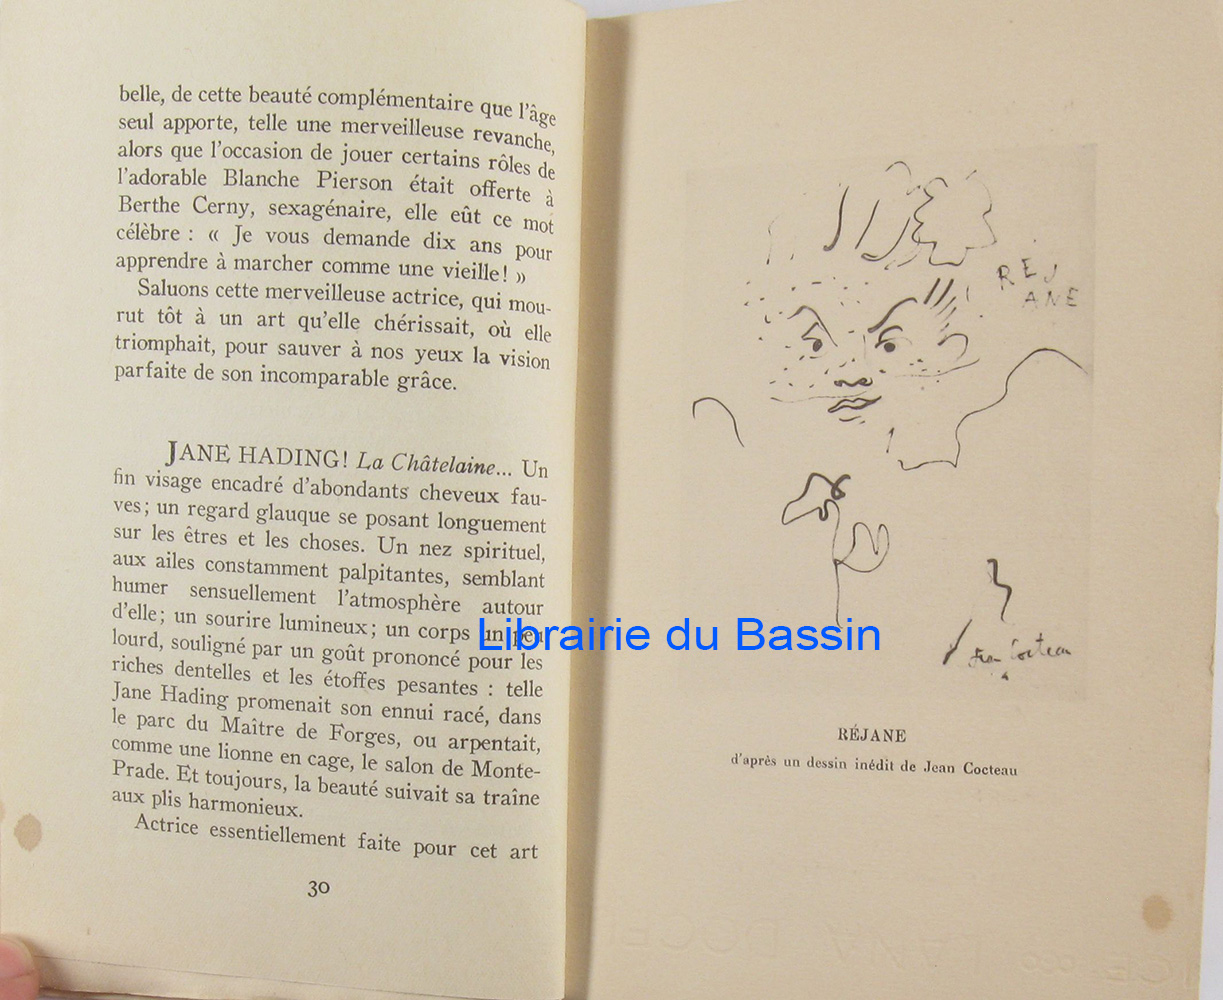 belle, de cette beauté complémentaire que l'âge
seul apporte, telle une merveilleuse revanche,
alors que l'occasion de jouer certains rôles de
l'adorable Blanche Pierson était offerte à
Berthe Cerny, sexagénaire, elle eût ce mot
célèbre : « Je vous demande dix ans pour
apprendre à marcher comme une vieille! »
Saluons cette merveilleuse actrice, qui mou-
rut tôt à un art qu'elle chérissait, où elle
triomphait, pour sauver à nos yeux la vision
parfaite de son incomparable grâce.
JANE HADING! La Châtelaine... Un
fin visage encadré d'abondants cheveux fau-
ves; un regard glauque se posant longuement
sur les êtres et les choses. Un nez spirituel,
aux ailes constamment palpitantes, semblant
humer sensuellement l'atmosphère autour
d'elle; un sourire lumineux; un corps un peu
lourd, souligné par un goût prononcé pour les
riches dentelles et les étoffes pesantes : telle
Jane Hading promenait son ennui racé, dans
le parc du Maître de Forges, ou arpentait,
comme une lionne en cage, le salon de Monte-
Prade. Et toujours, la beauté suivait sa traîne
aux plis harmonieux.
Actrice essentiellement faite pour cet art
30
REJ
ANE
Jean Cocteau
RÉJANE
d'après un dessin inédit de Jean Cocteau
Librairie du Bassin